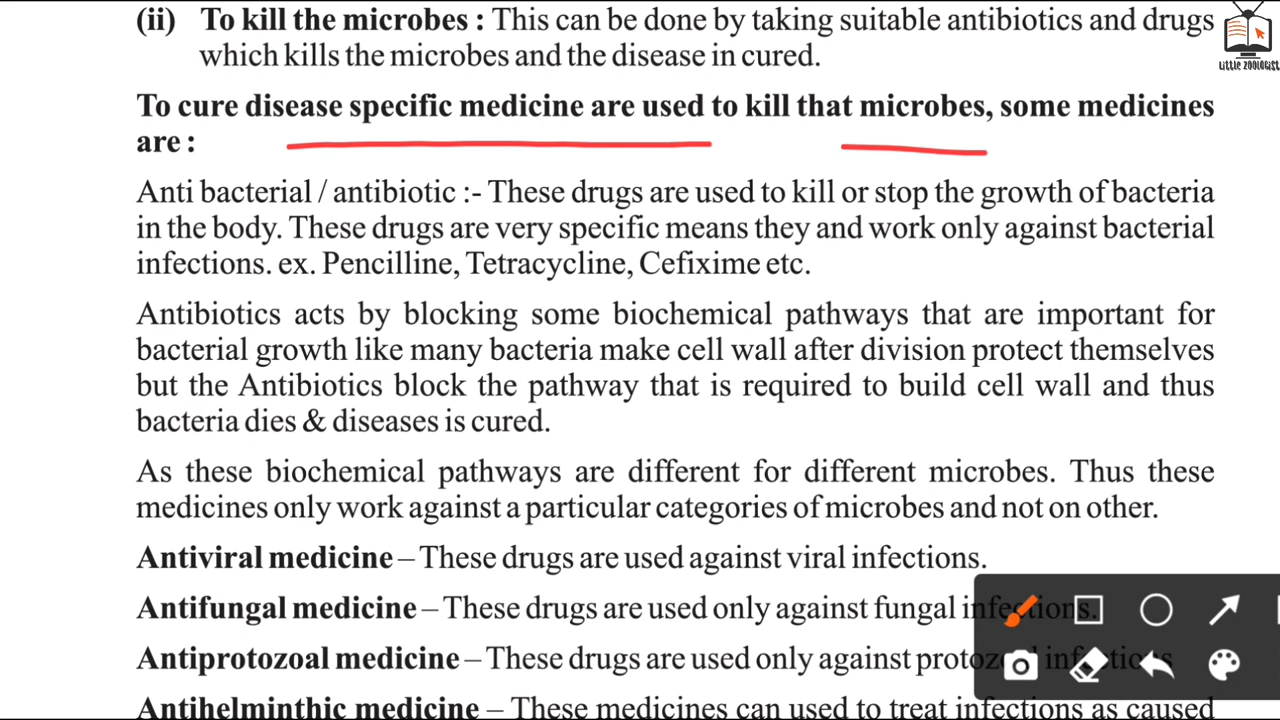 (ii) To kill the microbes : This can be done by taking suitable antibiotics and drugs
which kills the microbes and the disease in cured.
LITTLE ZOOLOGIST
To cure disease specific medicine are used to kill that microbes, some medicines
are :
Anti bacterial / antibiotic :- These drugs are used to kill or stop the growth of bacteria
in the body. These drugs are very specific means they and work only against bacterial
infections. ex. Pencilline, Tetracycline, Cefixime etc.
Antibiotics acts by blocking some biochemical pathways that are important for
bacterial growth like many bacteria make cell wall after division protect themselves
but the Antibiotics block the pathway that is required to build cell wall and thus
bacteria dies & diseases is cured.
As these biochemical pathways are different for different microbes. Thus these
medicines only work against a particular categories of microbes and not on other.
Antiviral medicine – These drugs are used against viral infections.
Antifungal medicine – These drugs are used only against fungal infections.
Antiprotozoal medicine – These drugs are used only against protozoal infections
Antihelminthic medicine – These medicines can used to treat infections as caused